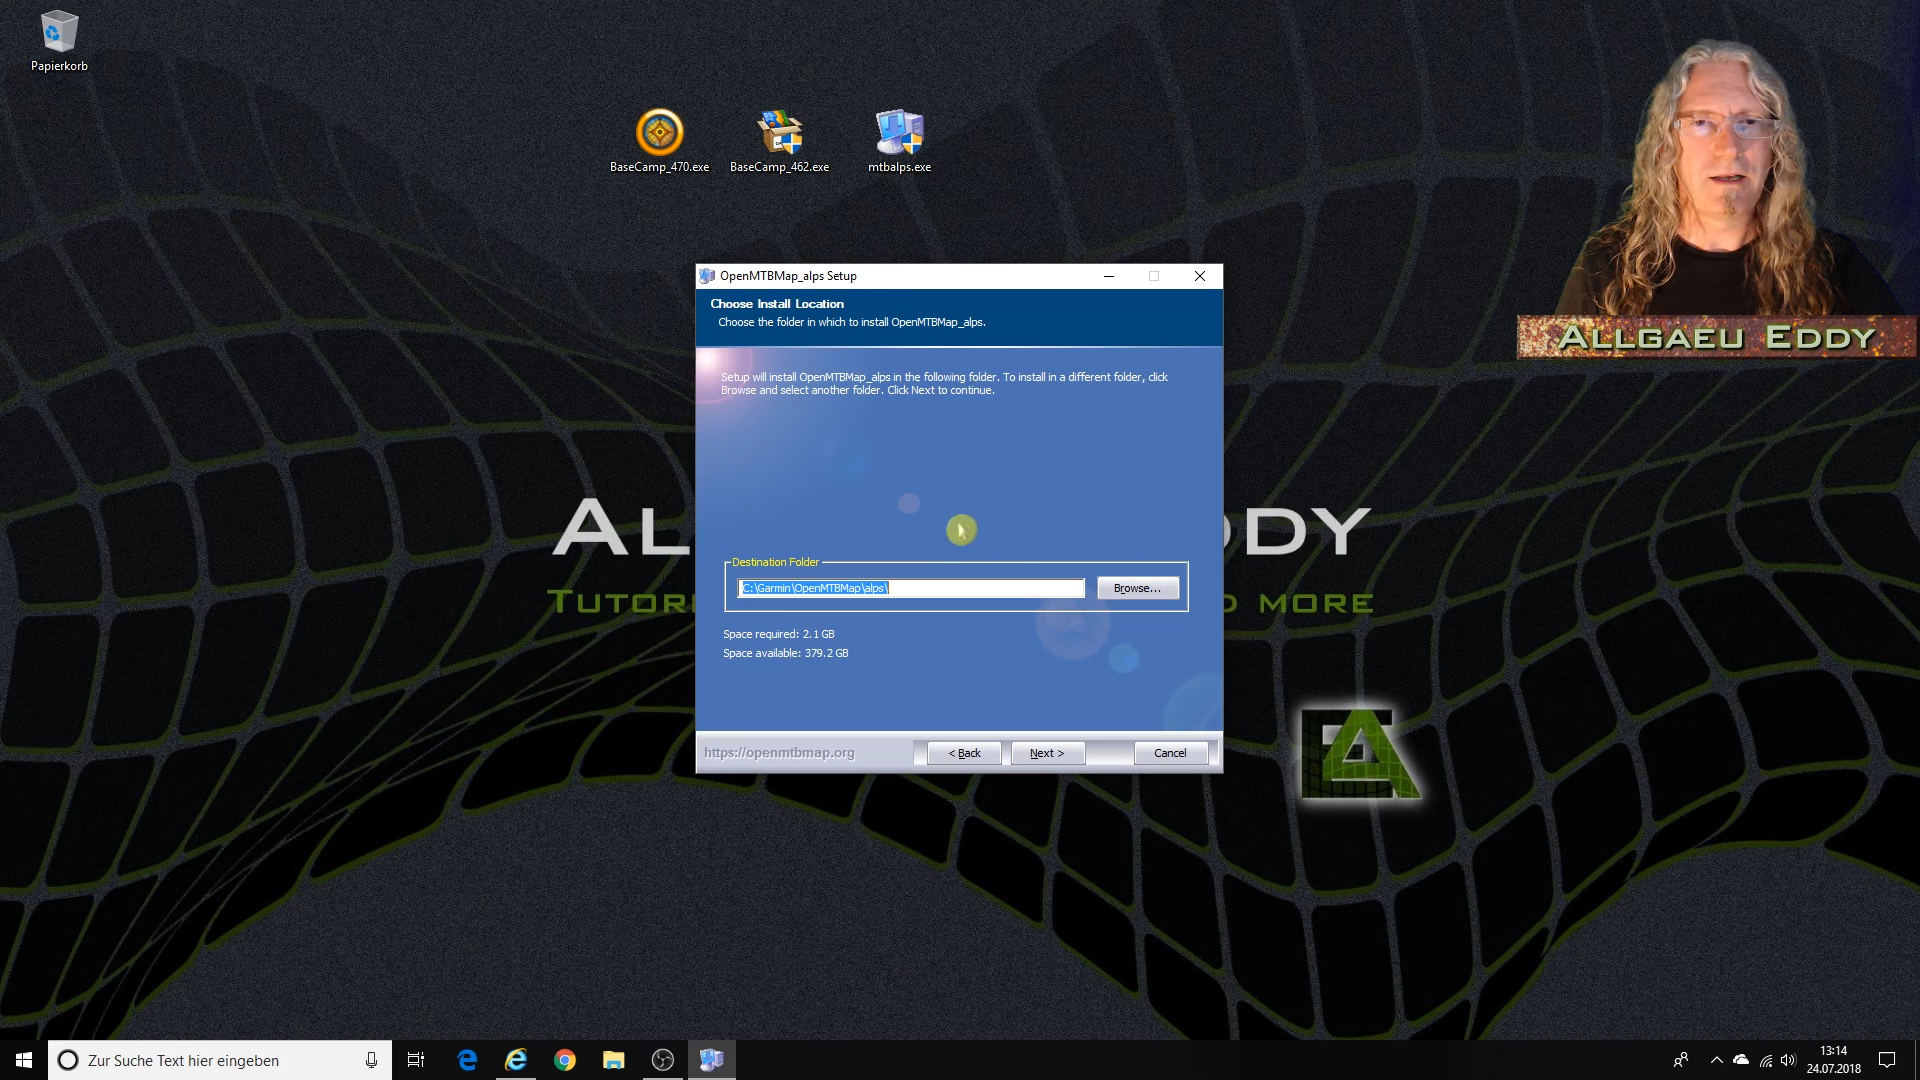 Papierkorb
BaseCamp_470.exe
BaseCamp_462.exe
mtbalps.exe
ALLGAEU EDDY
OpenMTBMap_alps Setup
Choose Install Location
Choose the folder in which to install OpenMTBMap_alps.
Setup will install OpenMTBMap_alps in the following folder. To install in a different folder, click
Browse and select another folder. Click Next to continue.
AL DDY
TUTOR D MORE
Destination Folder
C:\Garmin\OpenMTBMap\alps\
Browse...
Space required: 2.1 GB
Space available: 379.2 GB
https://openmtbmap.org
< Back
Next >
Cancel
EA
Zur Suche Text hier eingeben
13:14
24.07.2018